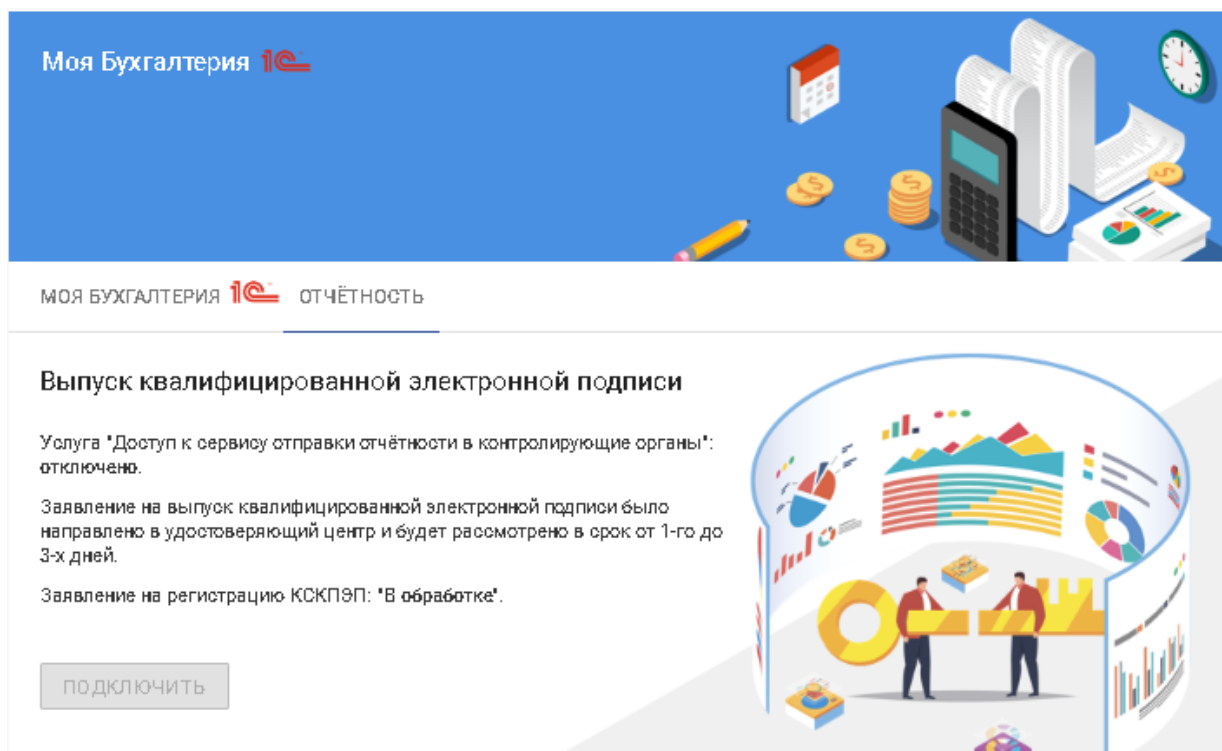 Моя Бухгалтерия 1С
МОЯ БУХГАЛТЕРИЯ 1С ОТЧЁТНОСТЬ
Выпуск квалифицированной электронной подписи
Услуга "Доступ к сервису отправки отчётности в контролирующие органы":
отключено.
Заявление на выпуск квалифицированной электронной подписи было
направлено в удостоверяющий центр и будет рассмотрено в срок от 1-го до
3-х дней.
Заявление на регистрацию КСКПЭП: "В обработке".
ПОДКЛЮЧИТЬ